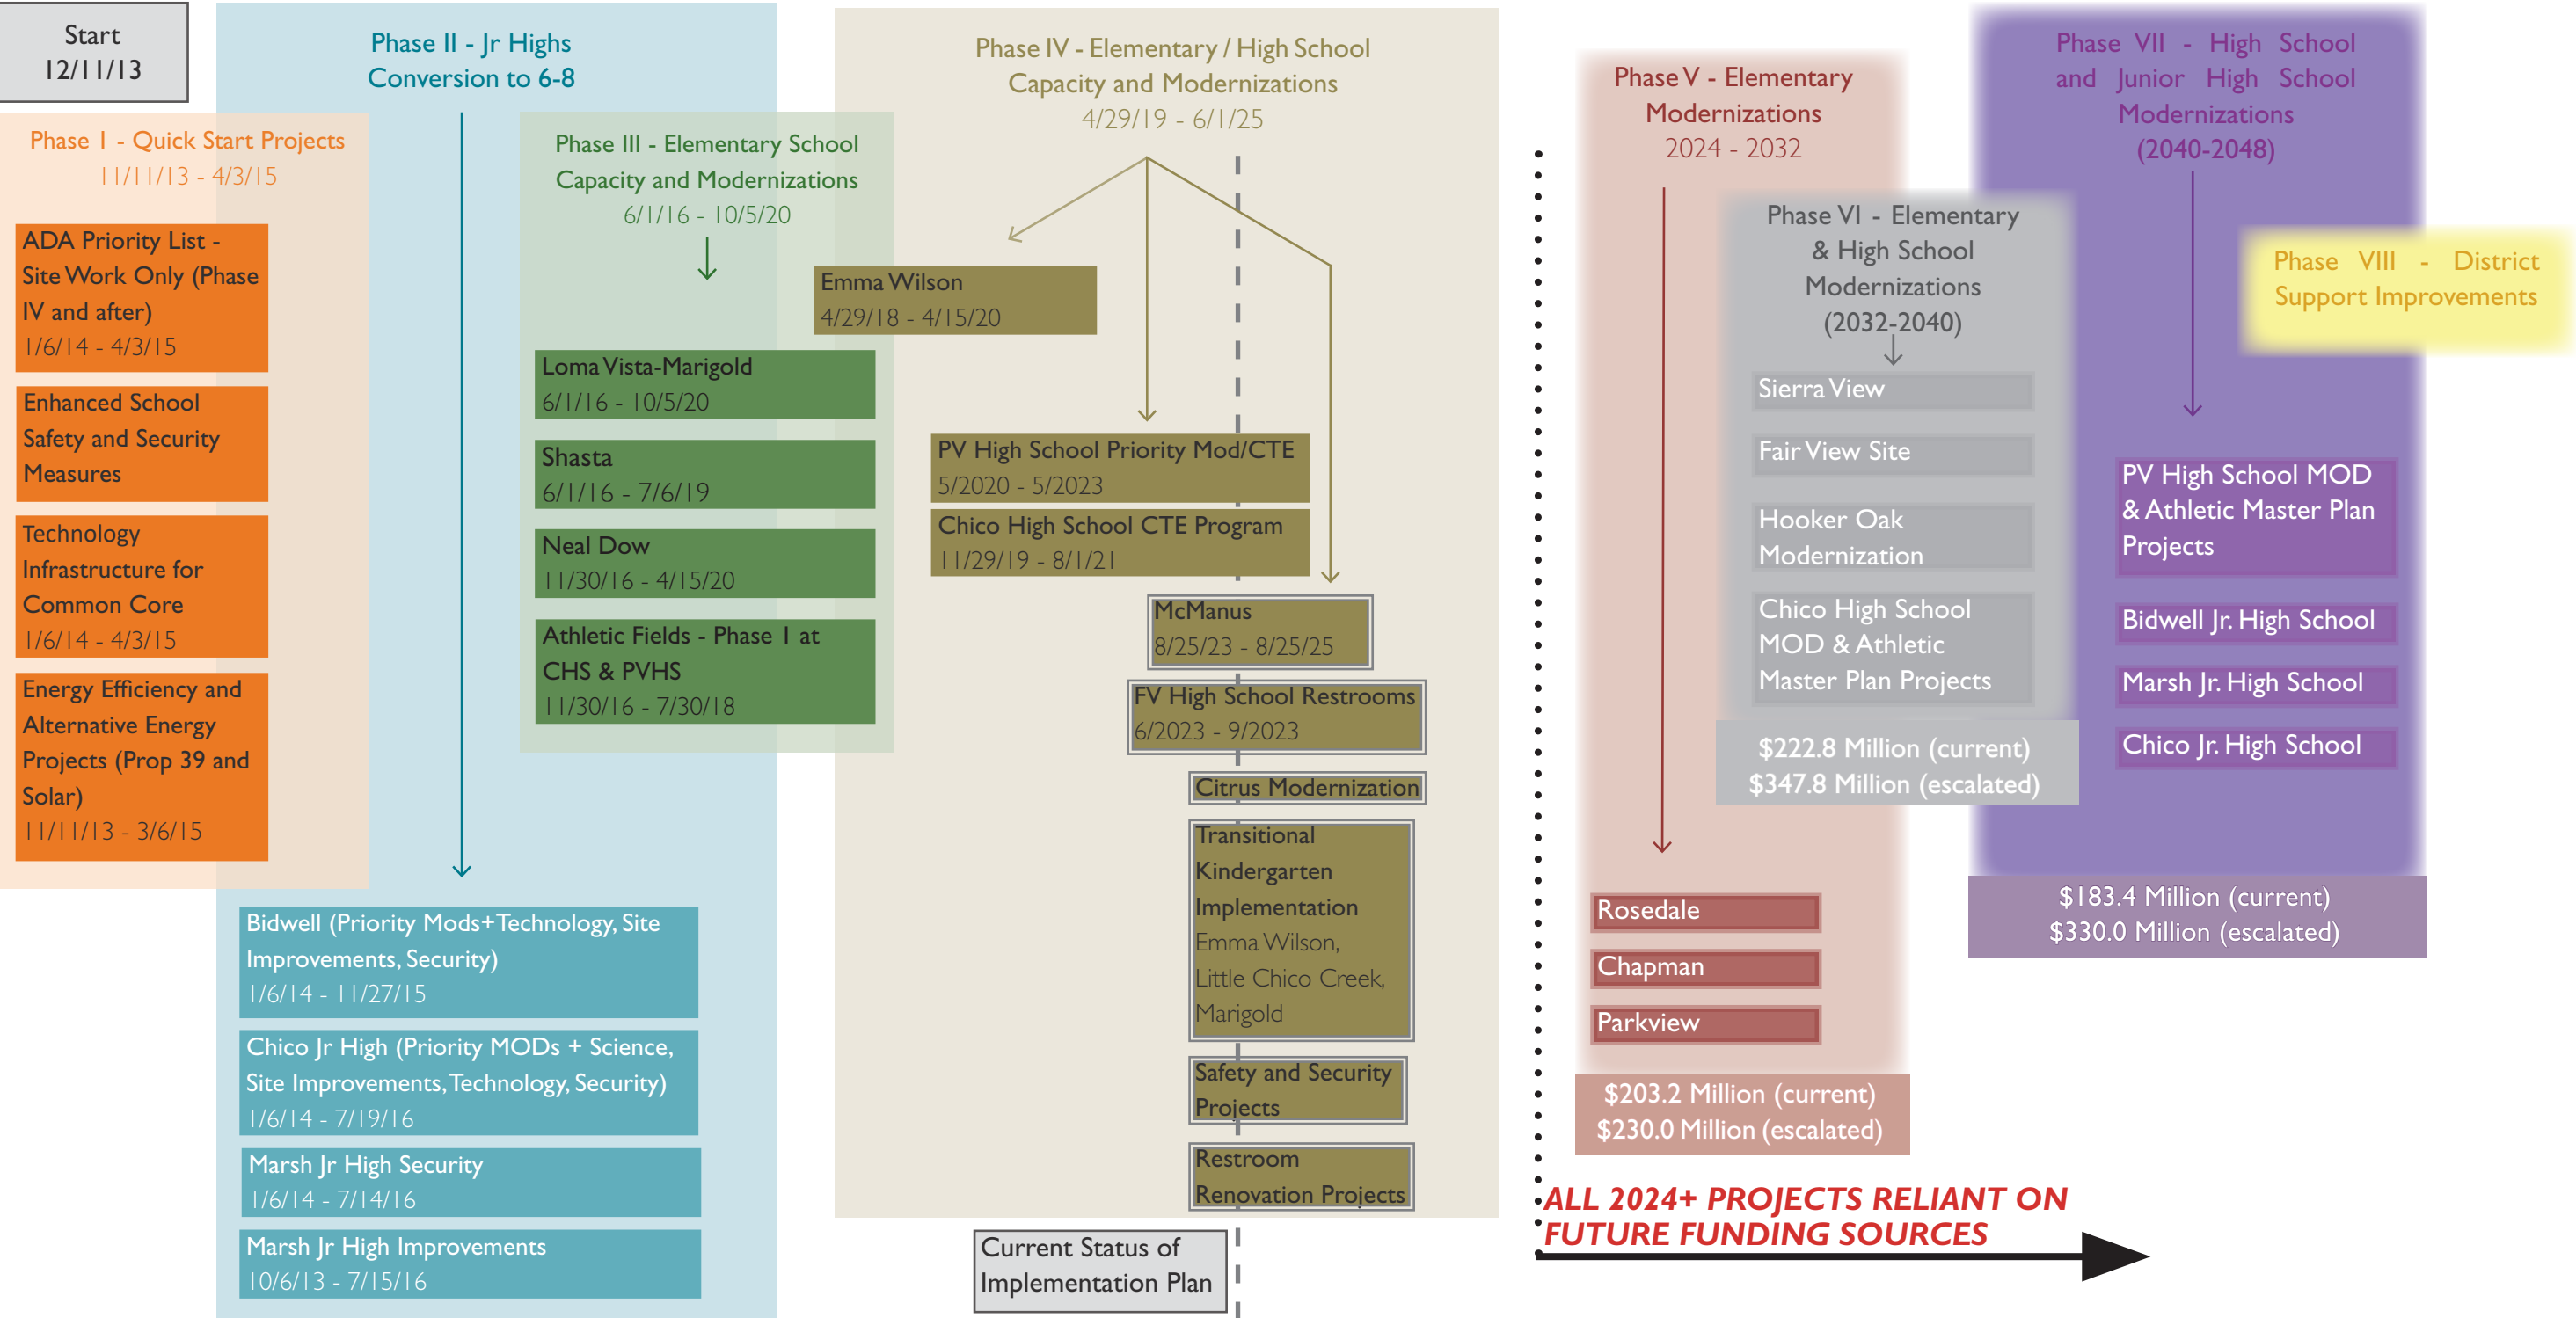 Start
12/11/13
Phase 1 - Quick Start Projects
11/11/13 - 4/3/15
ADA Priority List -
Site Work Only (Phase
IV and after)
1/6/14 - 4/3/15
Enhanced School
Safety and Security
Measures
Technology
Infrastructure for
Common Core
1/6/14 - 4/3/15
Energy Efficiency and
Alternative Energy
Projects (Prop 39 and
Solar)
11/11/13 - 3/6/15
Phase II - Jr Highs
Conversion to 6-8
Bidwell (Priority Mods+Technology, Site
Improvements, Security)
1/6/14 - 11/27/15
Chico Jr High (Priority MODs + Science,
Site Improvements, Technology, Security)
1/6/14 - 7/19/16
Marsh Jr High Security
1/6/14 - 7/14/16
Marsh Jr High Improvements
10/6/13 - 7/15/16
Phase III - Elementary School
Capacity and Modernizations
6/1/16 - 10/5/20
Loma Vista-Marigold
6/1/16 - 10/5/20
Shasta
6/1/16 - 7/6/19
Neal Dow
11/30/16 - 4/15/20
Athletic Fields - Phase 1 at
CHS & PVHS
11/30/16 - 7/30/18
Phase IV - Elementary / High School
Capacity and Modernizations
4/29/19 - 6/1/25
Emma Wilson
4/29/18 - 4/15/20
PV High School Priority Mod/CTE
5/2020 - 5/2023
Chico High School CTE Program
11/29/19 - 8/1/21
McManus
8/25/23 - 8/25/25
FV High School Restrooms
6/2023 - 9/2023
Citrus Modernization
Transitional
Kindergarten
Implementation
Emma Wilson,
Little Chico Creek,
Marigold
Safety and Security
Projects
Restroom
Renovation Projects
Current Status of
Implementation Plan
Phase V - Elementary
Modernizations
2024 - 2032
Rosedale
Chapman
Parkview
$203.2 Million (current)
$230.0 Million (escalated)
Phase VI - Elementary
& High School
Modernizations
(2032-2040)
Sierra View
Fair View Site
Hooker Oak
Modernization
Chico High School
MOD & Athletic
Master Plan Projects
$222.8 Million (current)
$347.8 Million (escalated)
Phase VII - High School
and Junior High School
Modernizations
(2040-2048)
PV High School MOD
& Athletic Master Plan
Projects
Bidwell Jr. High School
Marsh Jr. High School
Chico Jr. High School
$183.4 Million (current)
$330.0 Million (escalated)
Phase VIII - District
Support Improvements
ALL 2024+ PROJECTS RELIANT ON
FUTURE FUNDING SOURCES